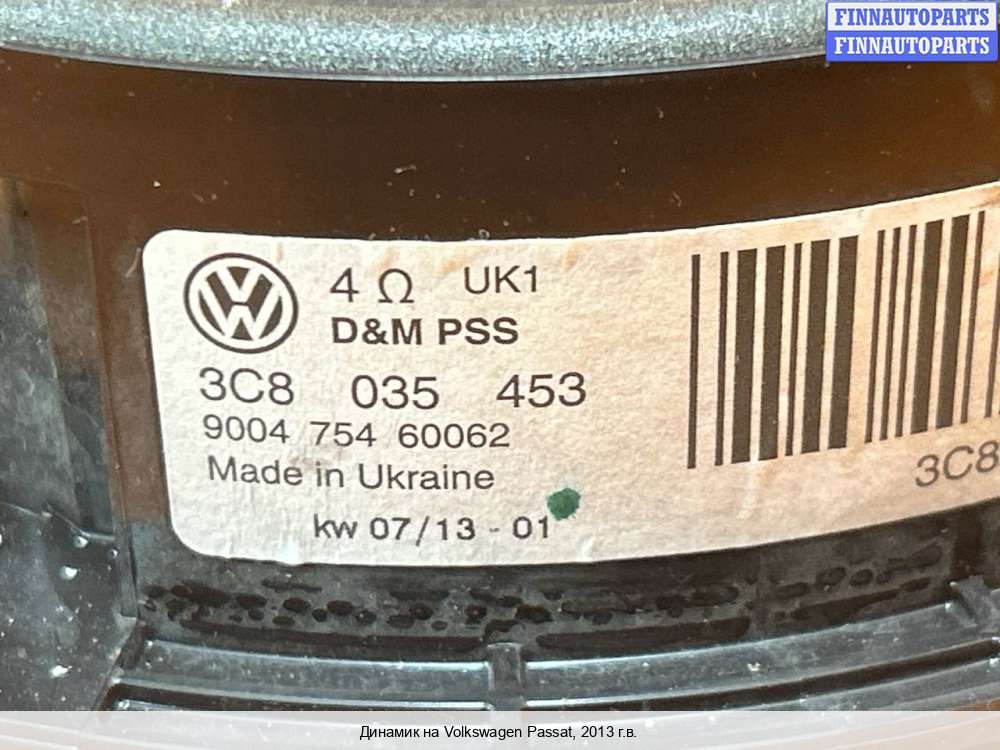 FINNAUTOPARTS
FINNAUTOPARTS
4 Ω UK1
D&M PSS
3C8 035 453
9004 754 60062
Made in Ukraine
kw 07/13 - 01
3C8
Динамик на Volkswagen Passat, 2013 г.в.